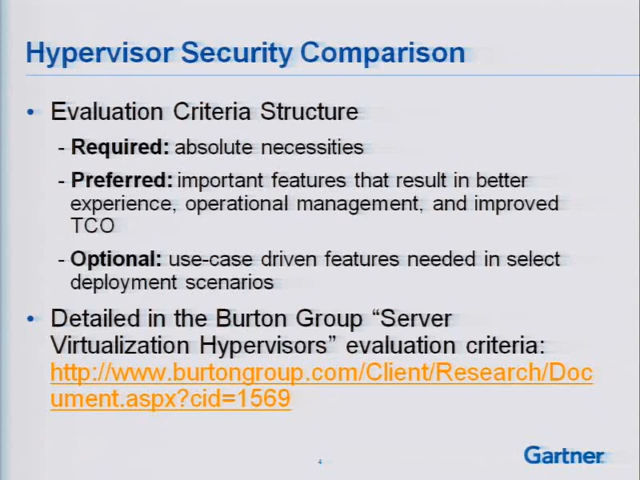 Hypervisor Security Comparison
• Evaluation Criteria Structure
- Required: absolute necessities
- Preferred: important features that result in better
experience, operational management, and improved
TCO
- Optional: use-case driven features needed in select
deployment scenarios
• Detailed in the Burton Group “Server
Virtualization Hypervisors” evaluation criteria:
http://www.burtongroup.com/Client/Research/Doc
ument.aspx?cid=1569
4
Gartner